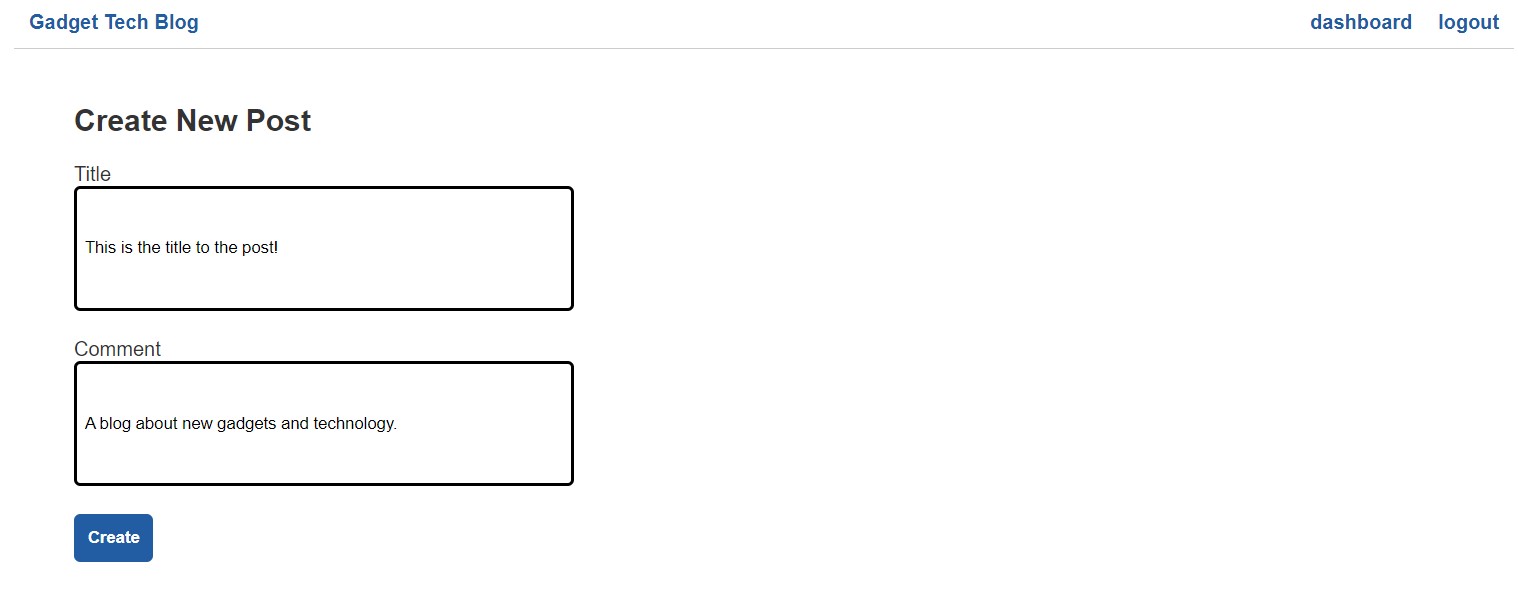 Gadget Tech Blog dashboard logout
Create New Post
Title
This is the title to the post!
Comment
A blog about new gadgets and technology.
Create